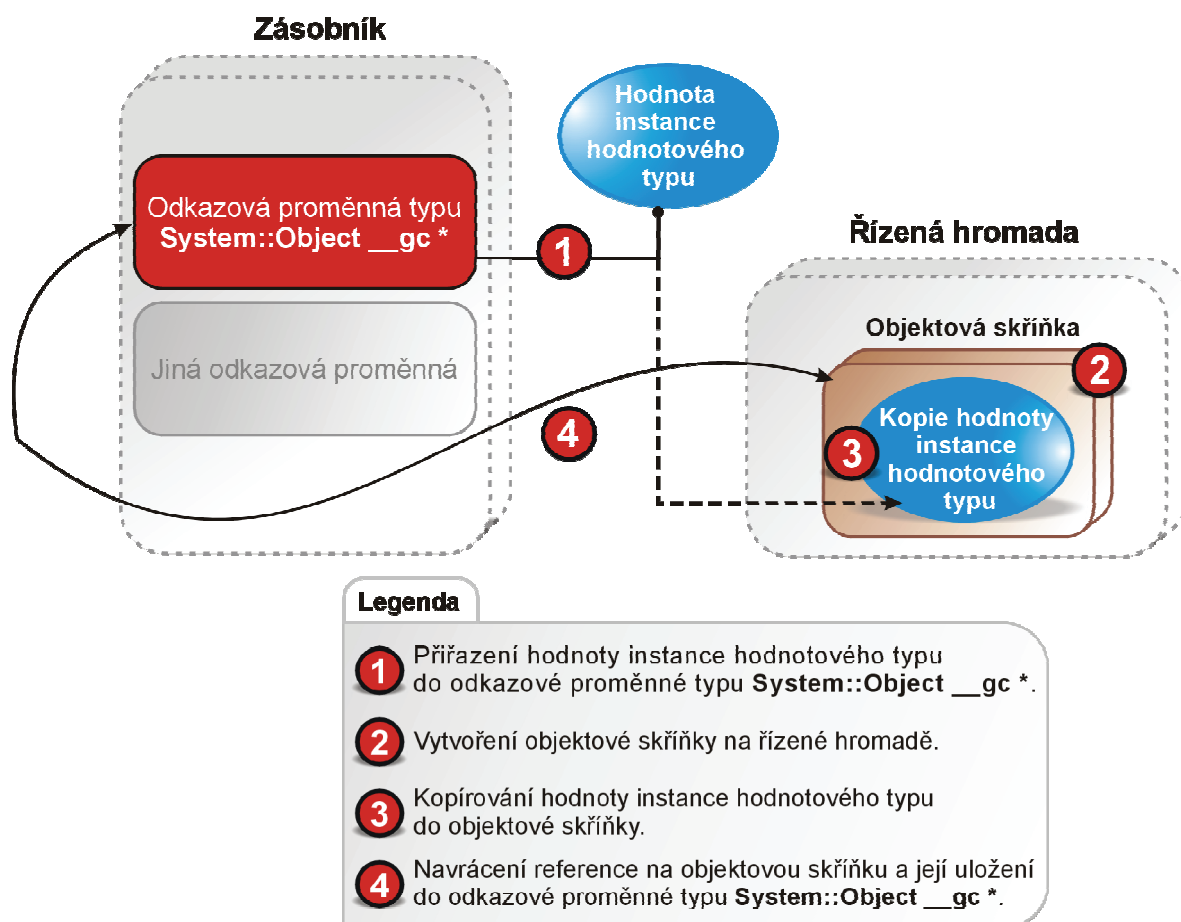 Zásobník
Hodnota
instance
hodnotového
typu
Odkazová proměnná typu
System::Object __gc *
1
Řízená hromada
Jiná odkazová proměnná
Objektová skříňka
2
4
3
Kopie hodnoty
instance
hodnotového
typu
Legenda
1 Přiřazení hodnoty instance hodnotového typu
do odkazové proměnné typu System::Object __gc *.
2 Vytvoření objektové skříňky na řízené hromadě.
3 Kopírování hodnoty instance hodnotového typu
do objektové skříňky.
4 Navrácení reference na objektovou skříňku a její uložení
do odkazové proměnné typu System::Object __gc *.